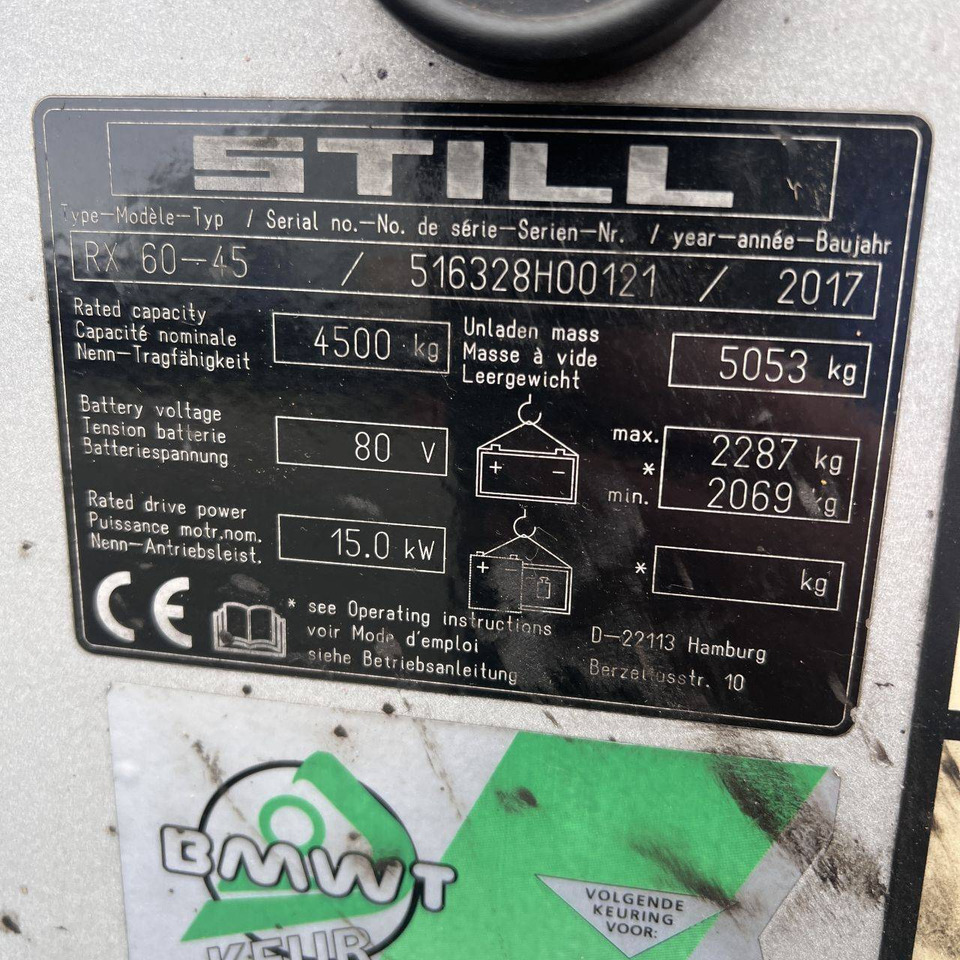 STILL
Type—Modèle—Typ / Serial no.—No. de série—Serien—Nr. / year—année—Baujahr
RX 60—45 / 516328H00121 / 2017
Rated capacity
Capacité nominale
Nenn—Tragfähigkeit
4500 kg
Unladen mass
Masse à vide
Leergewicht
5053 kg
Battery voltage
Tension batterie
Batteriespannung
80 V
+ −
max. 2287 kg
*
min. 2069 kg
Rated drive power
Puissance motr.nom.
Nenn—Antriebsleist.
15.0 kW
+ −
* kg
CE
* see Operating instructions
voir Mode d'emploi
siehe Betriebsanleitung
D—22113 Hamburg
Berzeliusstr. 10
BMWT
KEUR
VOLGENDE
KEURING
VOOR: